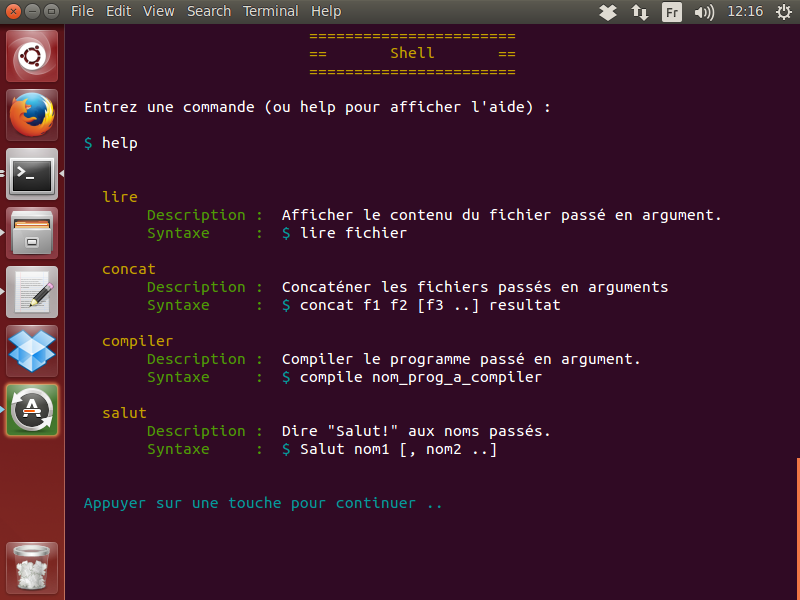 File Edit View Search Terminal Help Fr 12:16
========================
== Shell ==
========================
Entrez une commande (ou help pour afficher l'aide) :
$ help
lire
Description : Afficher le contenu du fichier passé en argument.
Syntaxe : $ lire fichier
concat
Description : Concaténer les fichiers passés en arguments
Syntaxe : $ concat f1 f2 [f3 ..] resultat
compiler
Description : Compiler le programme passé en argument.
Syntaxe : $ compile nom_prog_a_compiler
salut
Description : Dire "Salut!" aux noms passés.
Syntaxe : $ Salut nom1 [, nom2 ..]
Appuyer sur une touche pour continuer ..